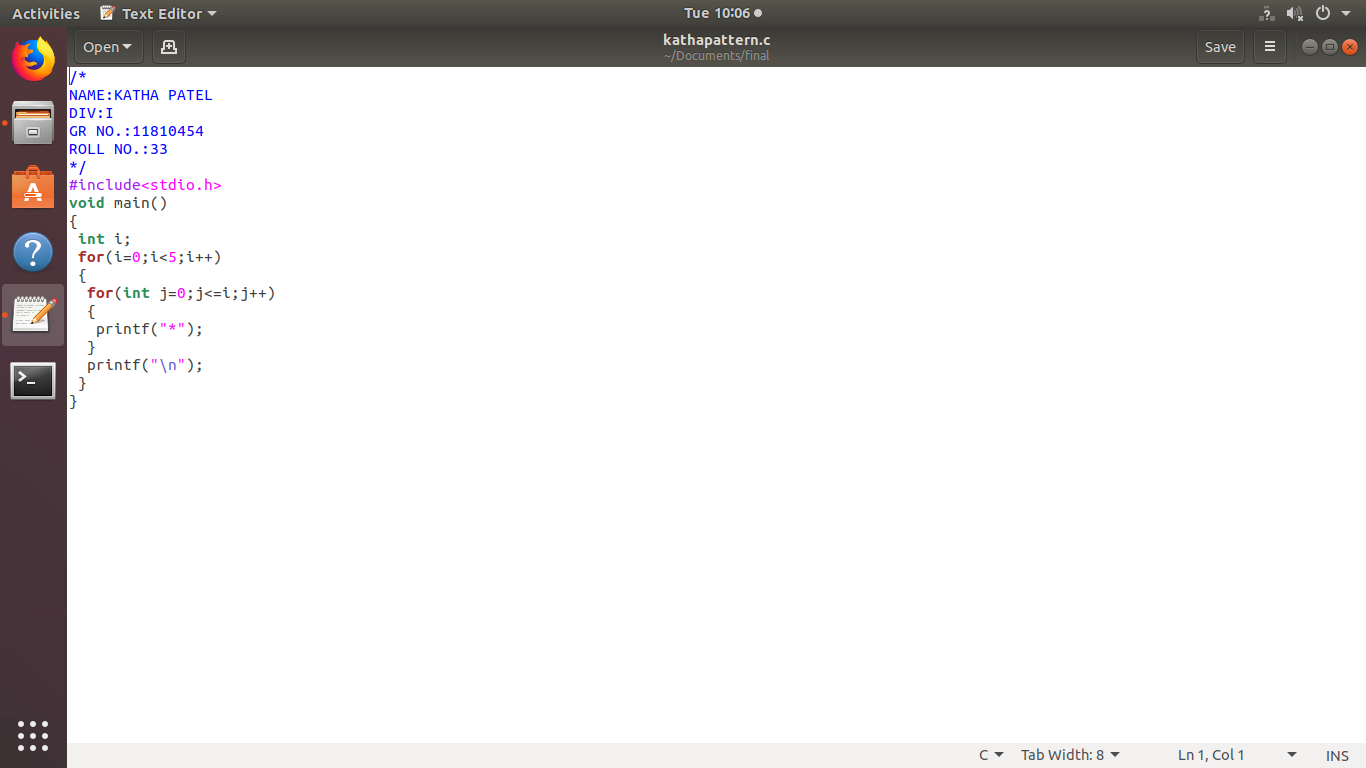 Activities Text Editor Tue 10:06
Open kathapattern.c Save
~/Documents/final
/*
NAME:KATHA PATEL
DIV:I
GR NO.:11810454
ROLL NO.:33
*/
#include<stdio.h>
void main()
{
 int i;
 for(i=0;i<5;i++)
 {
  for(int j=0;j<=i;j++)
  {
   printf("*");
  }
  printf("\n");
 }
}
C Tab Width: 8 Ln 1, Col 1 INS